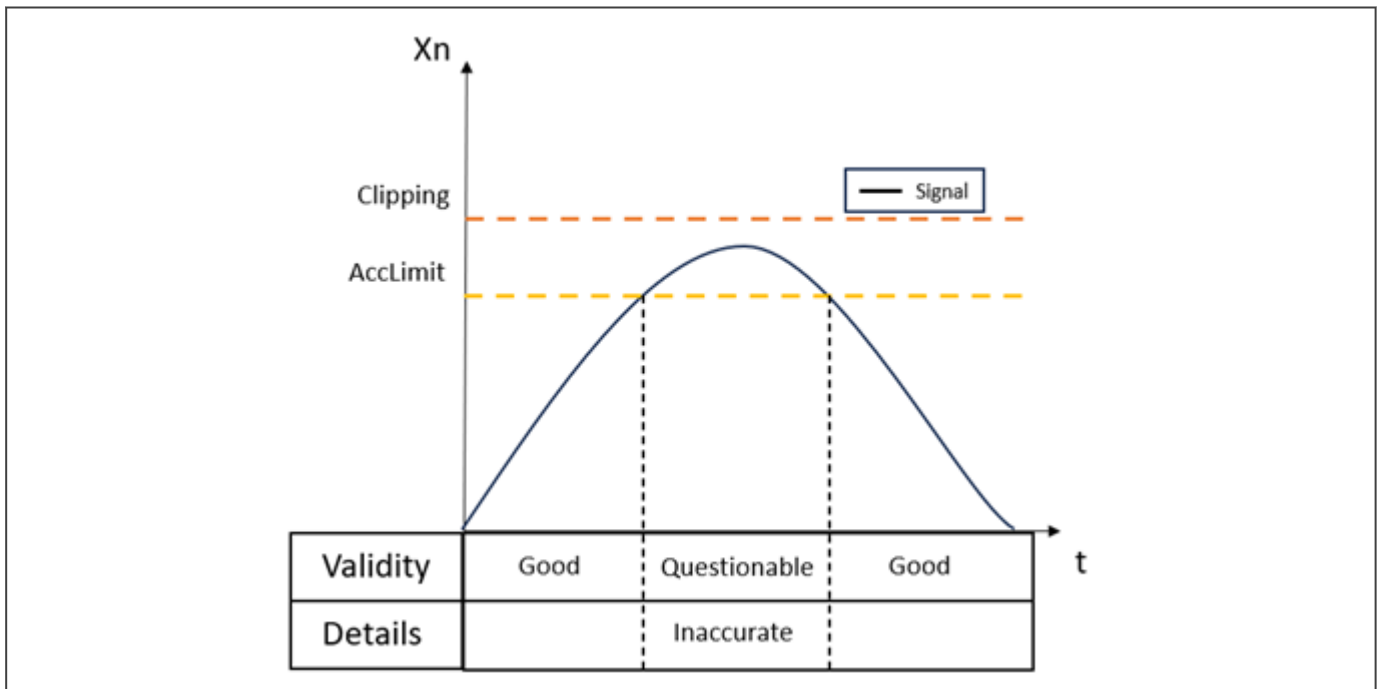 Xn
Clipping
Signal
AccLimit
Validity Good Questionable Good
t
Details Inaccurate